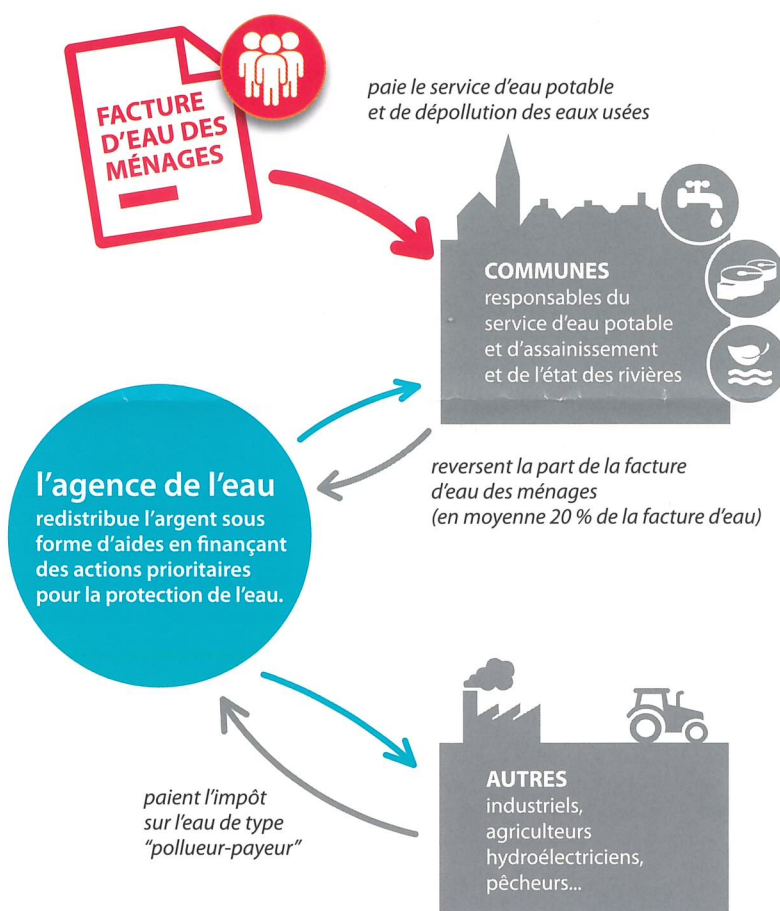 FACTURE
D'EAU DES
MÉNAGES
paie le service d'eau potable
et de dépollution des eaux usées
COMMUNES
responsables du
service d'eau potable
et d'assainissement
et de l'état des rivières
reversent la part de la facture
d'eau des ménages
(en moyenne 20 % de la facture d'eau)
l'agence de l'eau
redistribue l'argent sous
forme d'aides en finançant
des actions prioritaires
pour la protection de l'eau.
paient l'impôt
sur l'eau de type
"pollueur-payeur"
AUTRES
industriels,
agriculteurs
hydroélectriciens,
pêcheurs...